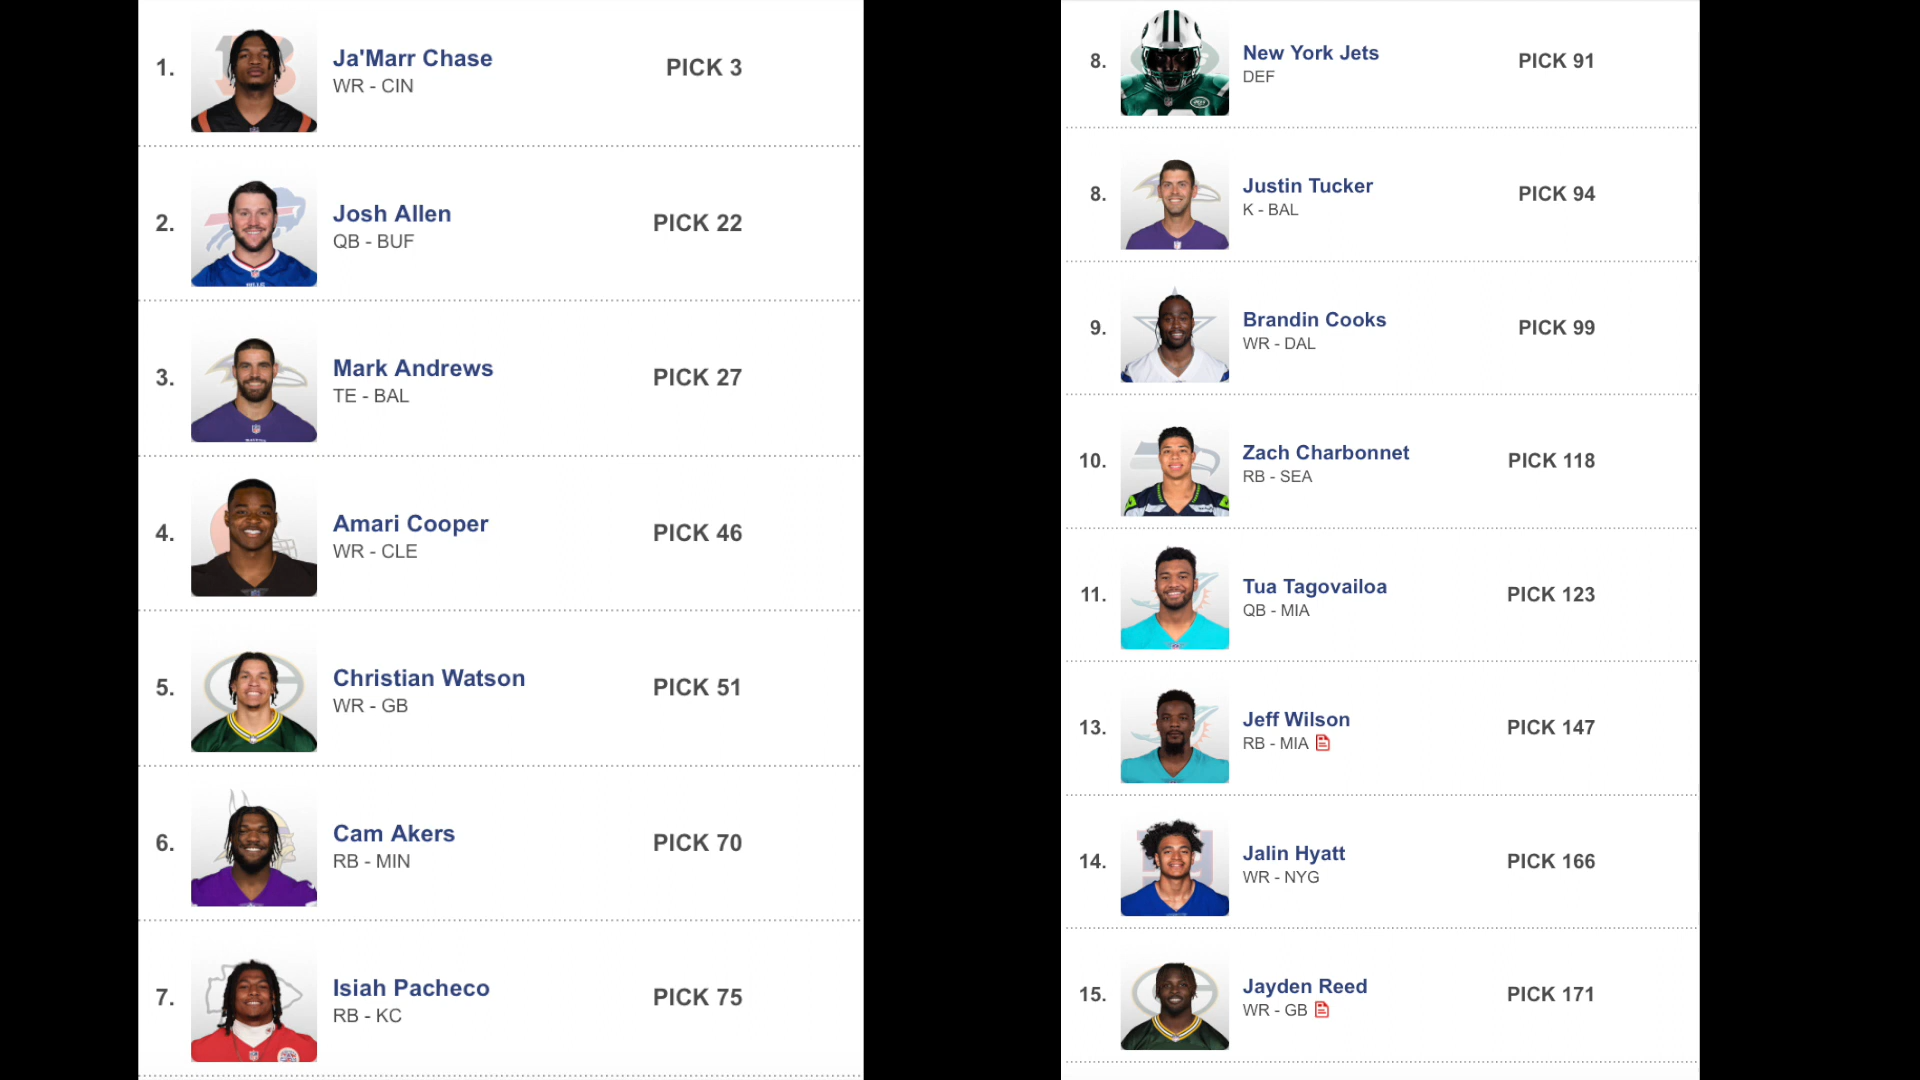 1.
Ja'Marr Chase
WR - CIN
PICK 3
2.
Josh Allen
QB - BUF
PICK 22
3.
Mark Andrews
TE - BAL
PICK 27
4.
Amari Cooper
WR - CLE
PICK 46
5.
Christian Watson
WR - GB
PICK 51
6.
Cam Akers
RB - MIN
PICK 70
7.
Isiah Pacheco
RB - KC
PICK 75
8.
New York Jets
DEF
PICK 91
8.
Justin Tucker
K - BAL
PICK 94
9.
Brandin Cooks
WR - DAL
PICK 99
10.
Zach Charbonnet
RB - SEA
PICK 118
11.
Tua Tagovailoa
QB - MIA
PICK 123
13.
Jeff Wilson
RB - MIA
PICK 147
14.
Jalin Hyatt
WR - NYG
PICK 166
15.
Jayden Reed
WR - GB
PICK 171